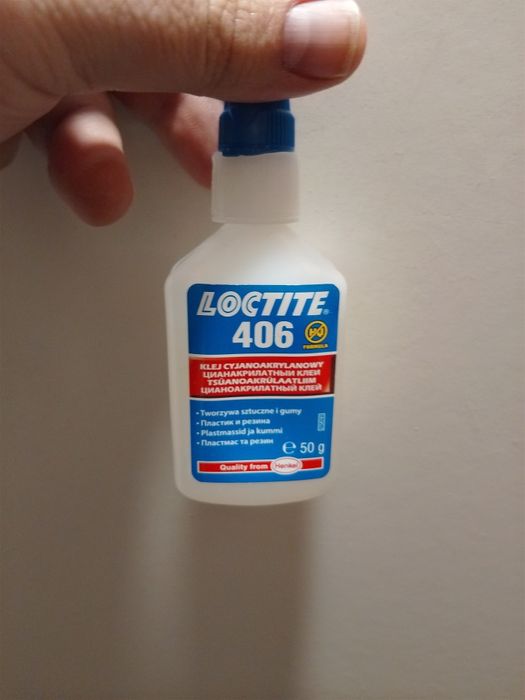 LOCTITE®
406
FORMULA
KLEJ CYJANOAKRYLANOWY
ЦИАНАКРИЛАТНЫЙ КЛЕЙ
TSÜANOAKRÜLAATLIIM
ЦИАНОАКРИЛАТНЫЙ КЛЕЙ
• Tworzywa sztuczne i gumy
• Пластик и резина
• Plastmassid ja kummi
• Пластмас та резин
℮ 50 g
Quality from Henkel